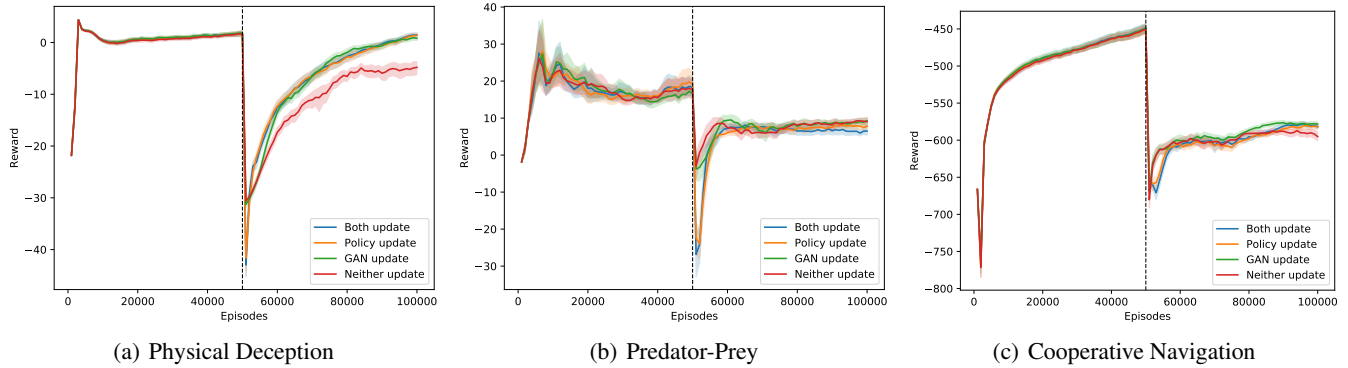 0
−10
−20
−30
−40
Reward
0
20000
40000
60000
80000
100000
Episodes
Both update
Policy update
GAN update
Neither update
(a) Physical Deception
40
30
20
10
0
−10
−20
−30
Reward
0
20000
40000
60000
80000
100000
Episodes
Both update
Policy update
GAN update
Neither update
(b) Predator-Prey
−450
−500
−550
−600
−650
−700
−750
−800
Reward
0
20000
40000
60000
80000
100000
Episodes
Both update
Policy update
GAN update
Neither update
(c) Cooperative Navigation